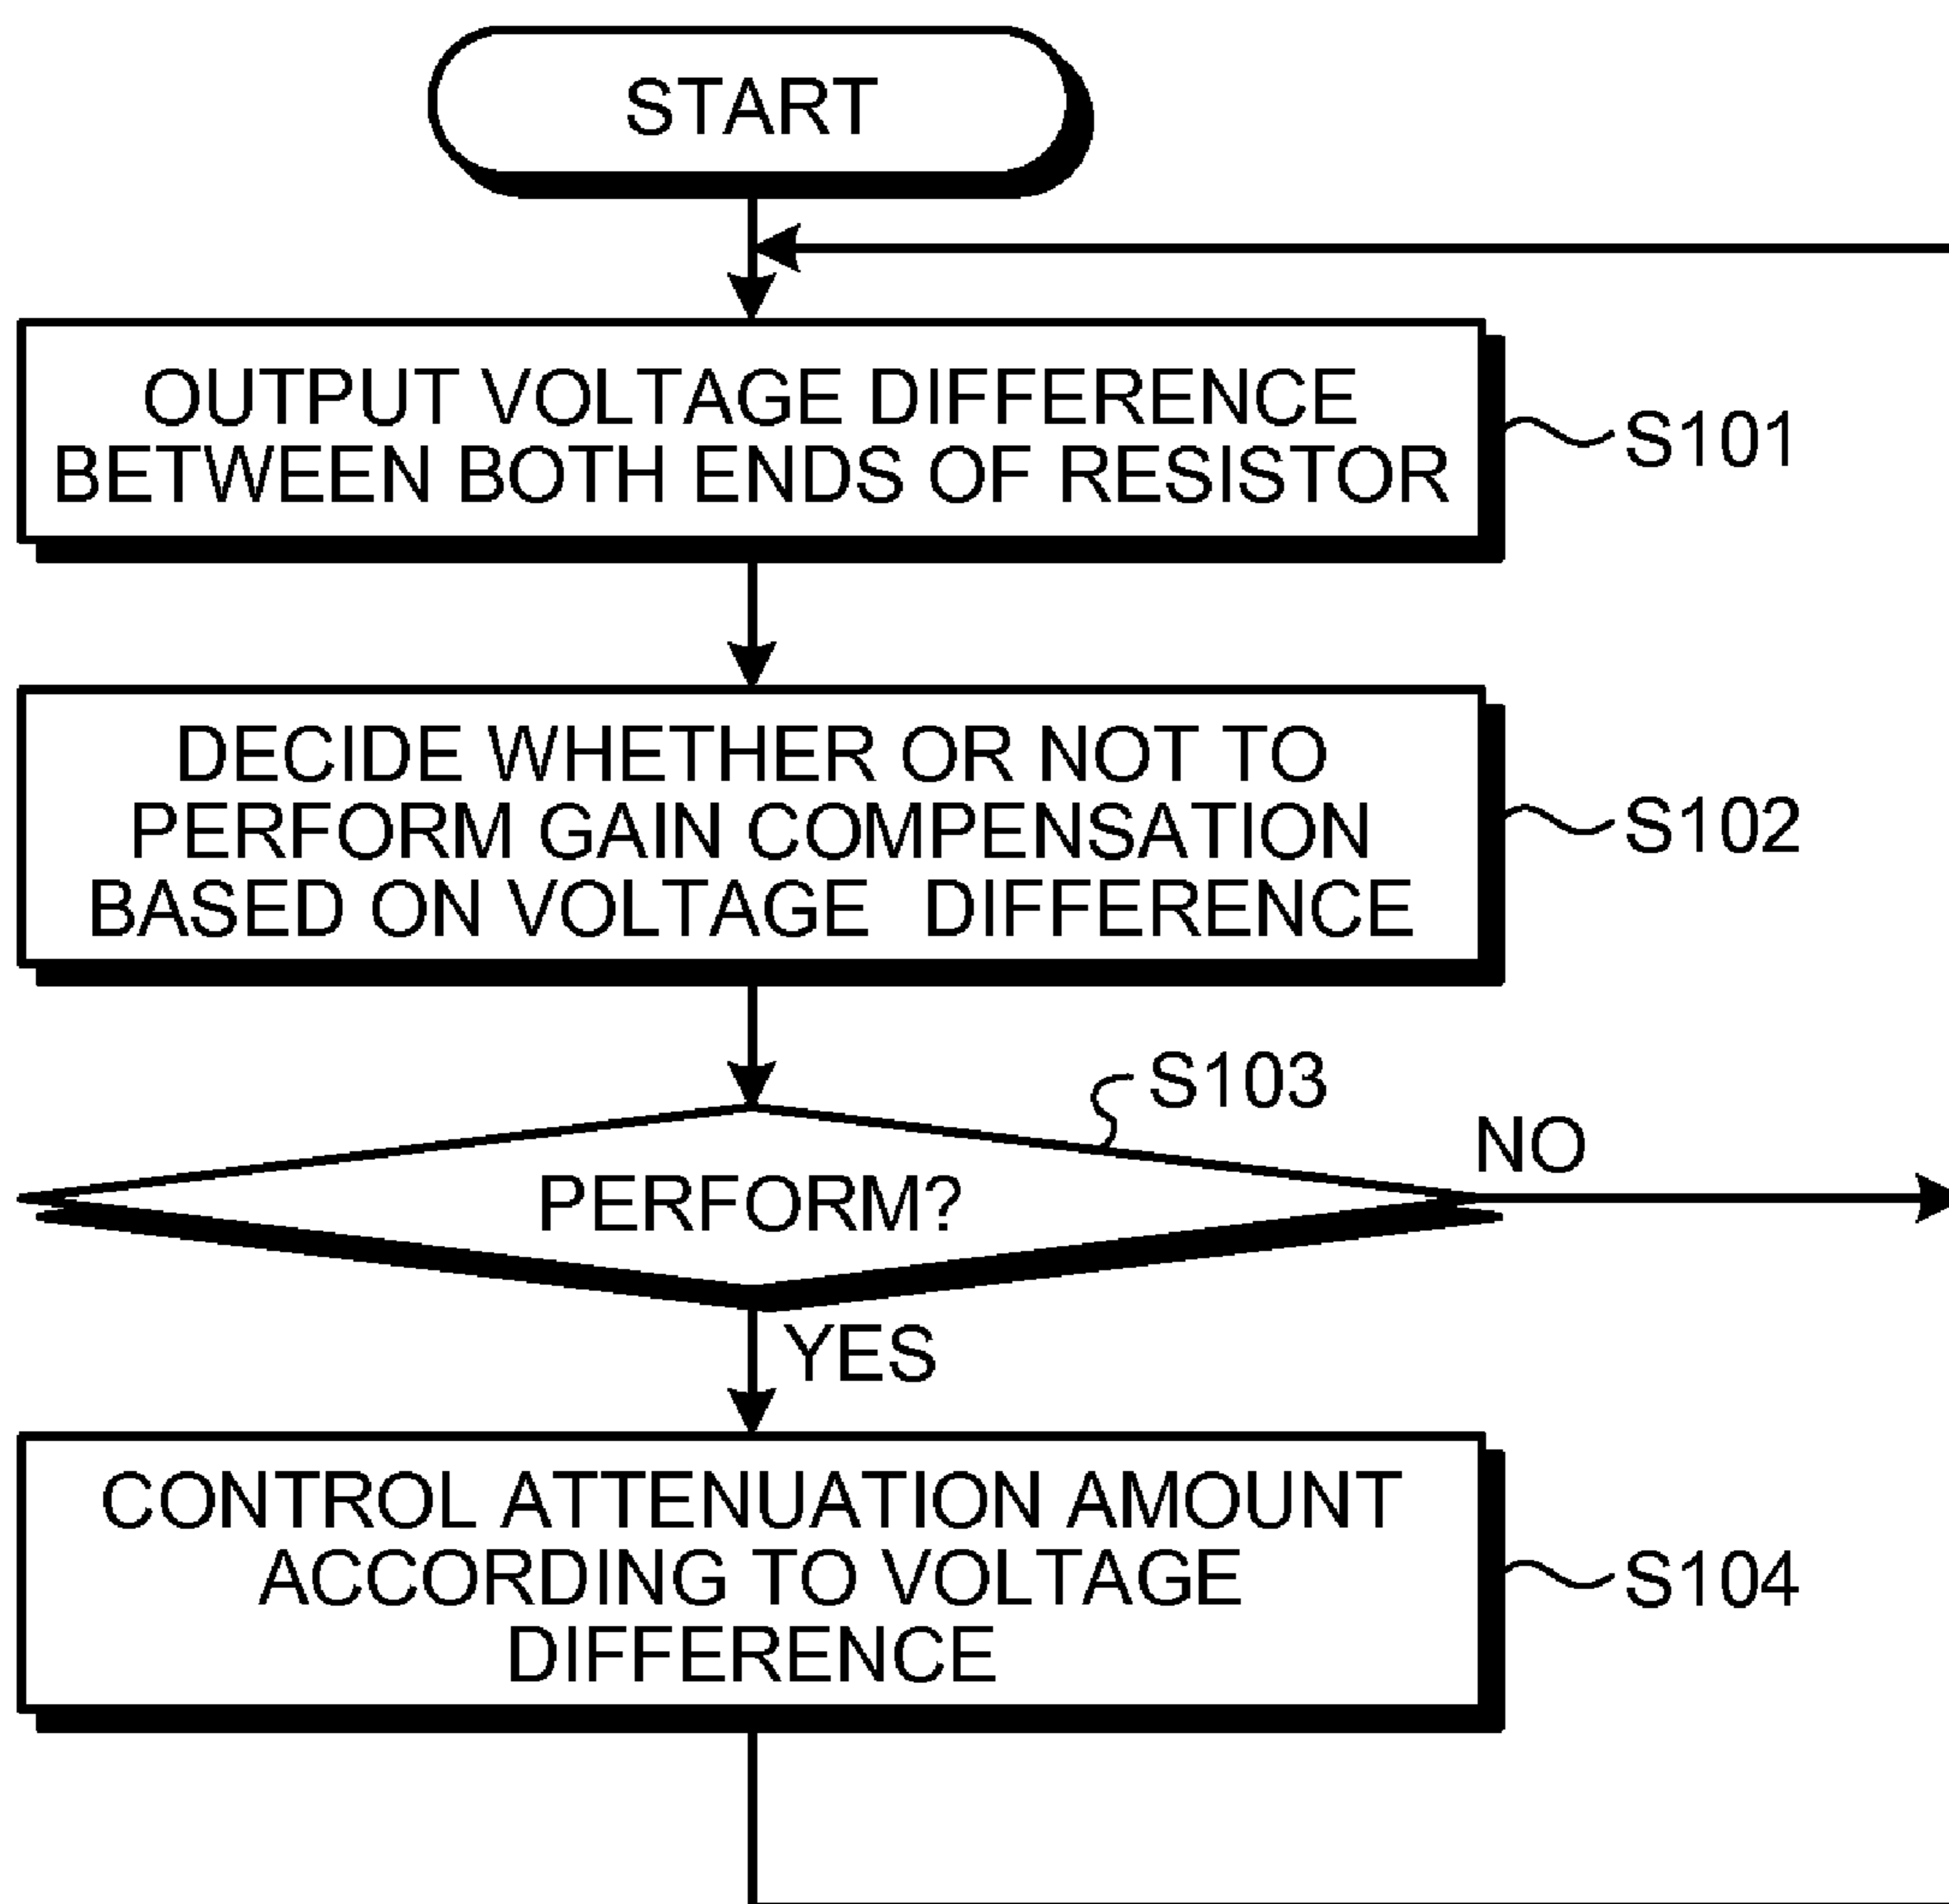 START
OUTPUT VOLTAGE DIFFERENCE
BETWEEN BOTH ENDS OF RESISTOR
S101
DECIDE WHETHER OR NOT TO
PERFORM GAIN COMPENSATION
BASED ON VOLTAGE DIFFERENCE
S102
S103
PERFORM?
NO
YES
CONTROL ATTENUATION AMOUNT
ACCORDING TO VOLTAGE
DIFFERENCE
S104